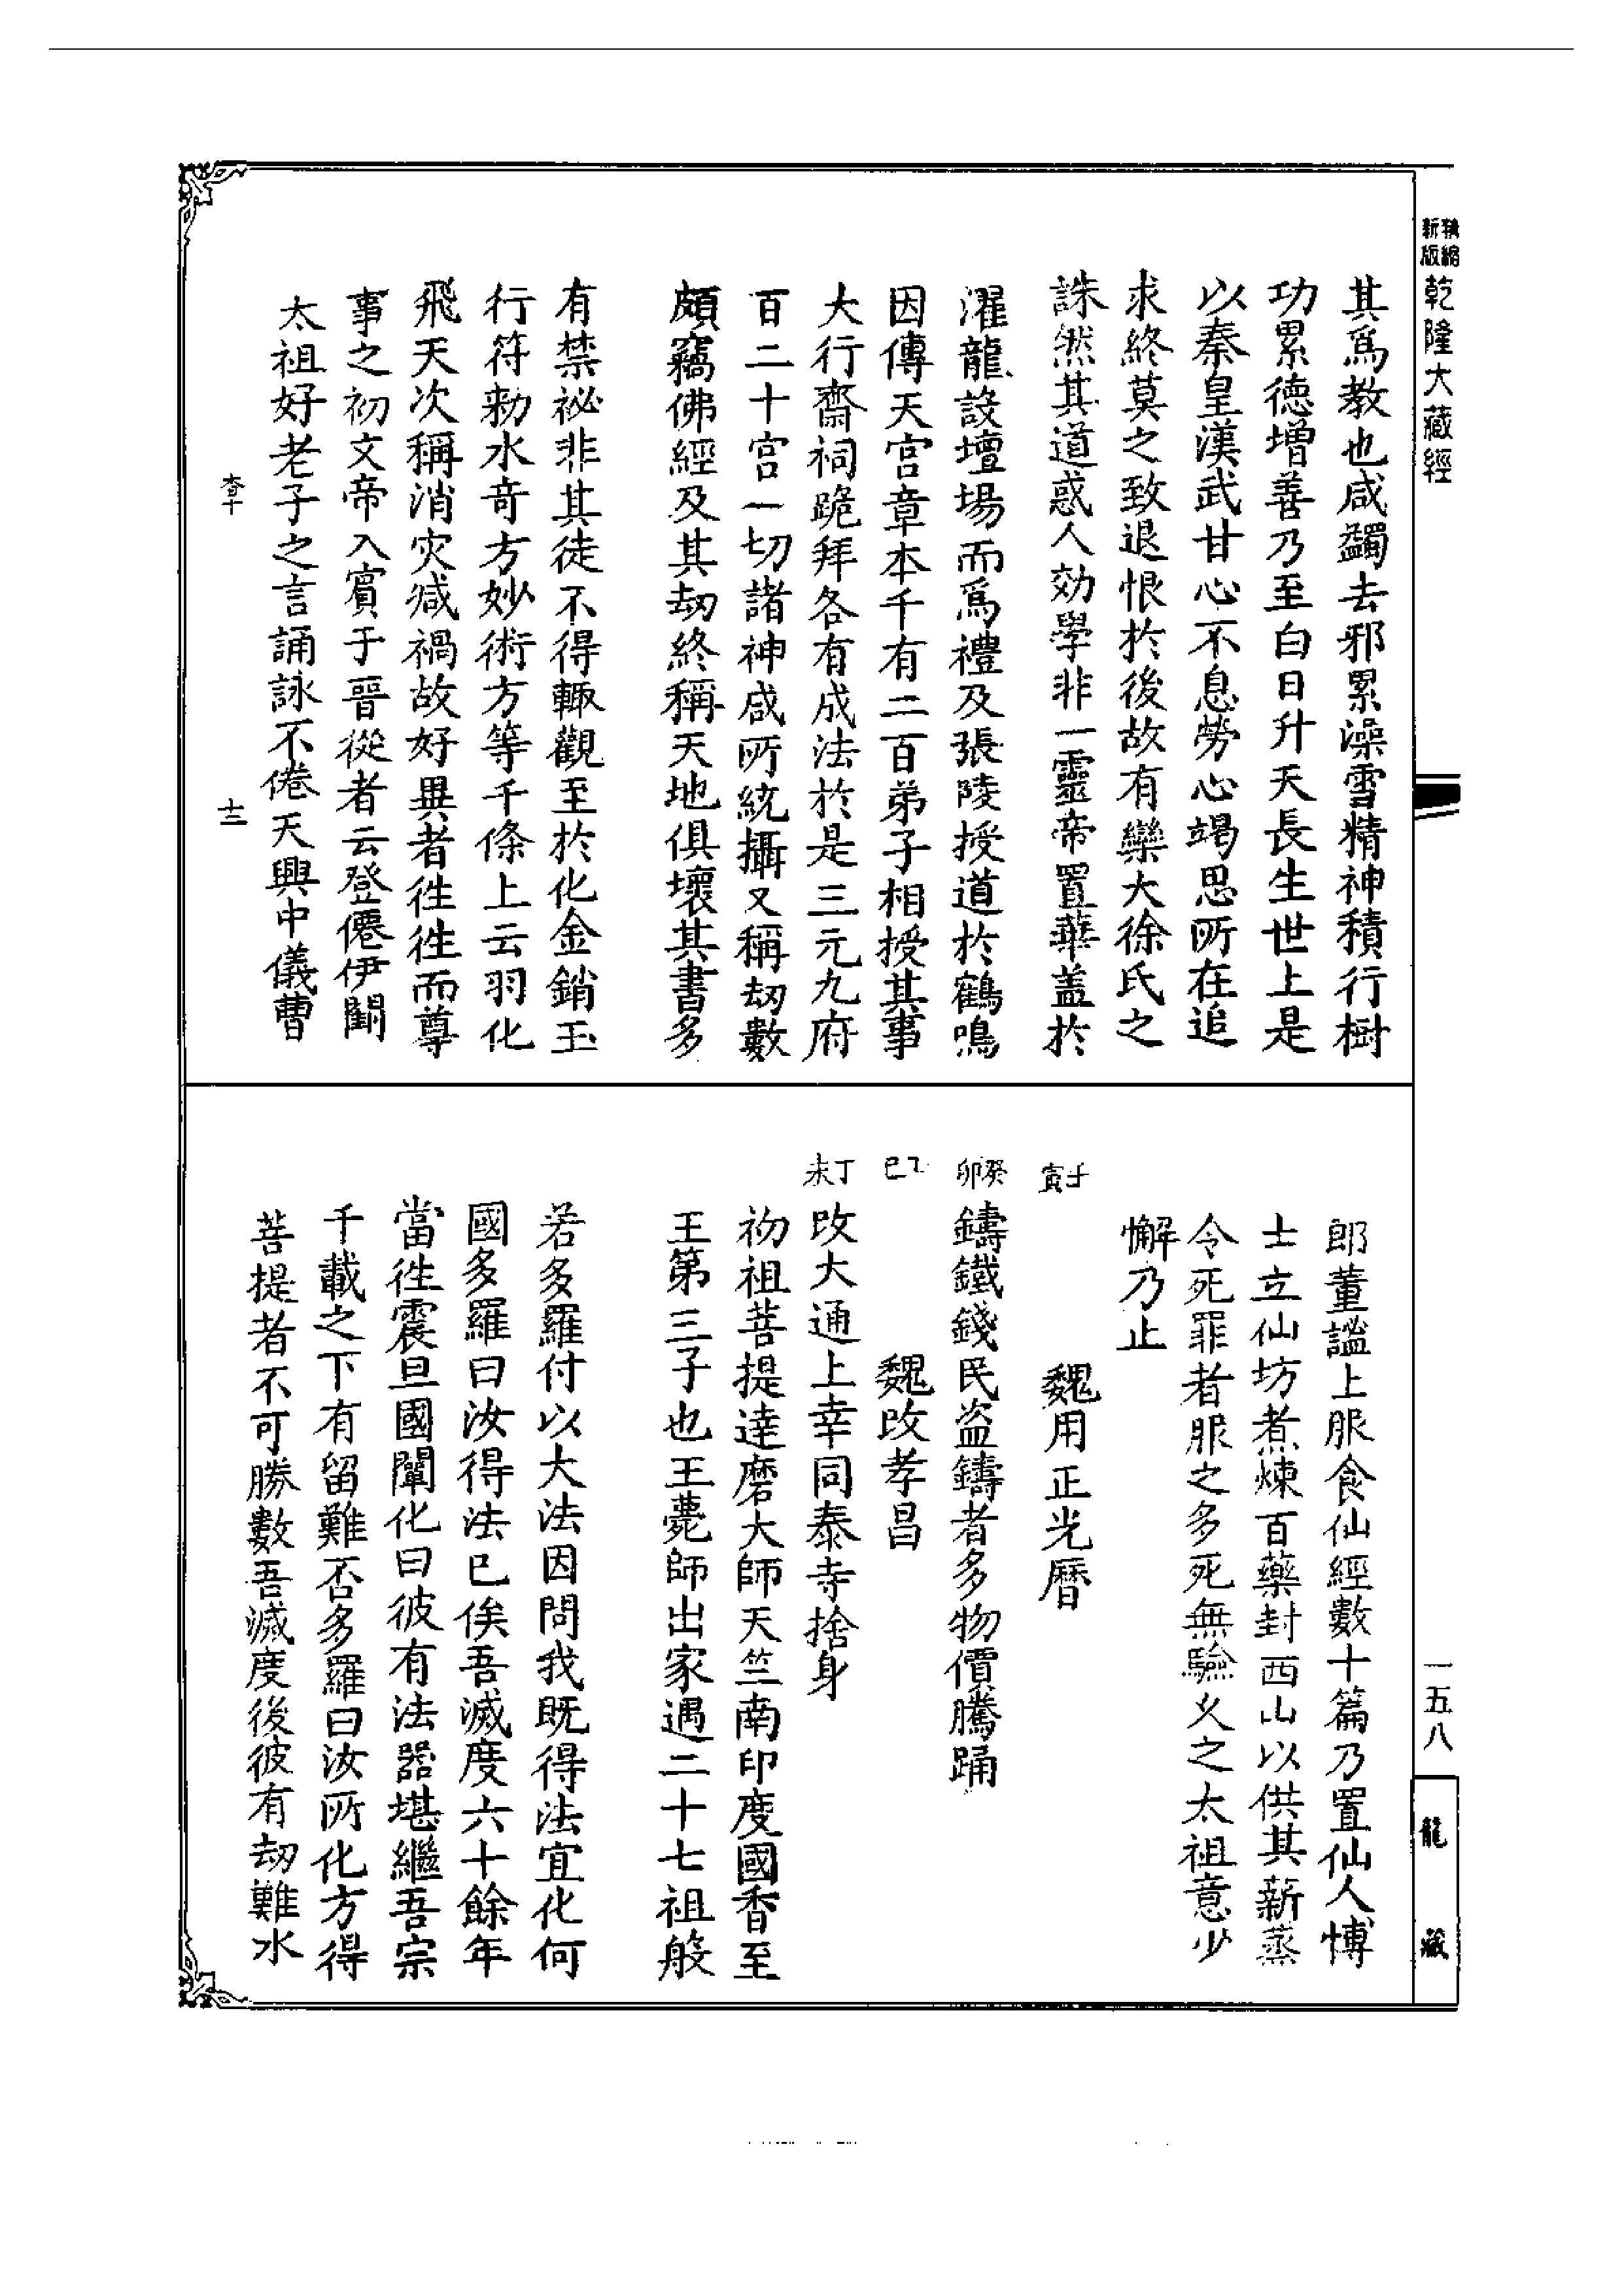 精縮新版乾隆大藏經
其爲教也咸蠲去邪累澡雪精神積行樹
功累德增善乃至白日升天長生世上是
以秦皇漢武甘心不息勞心竭思所在追
求終莫之致退恨於後故有欒大徐氏之
誅然其道惑人効學非一靈帝置華盖於
濯龍設壇場而爲禮及張陵授道於鶴鳴
因傳天宫章本千有二百弟子相授其事
大行齋祠跪拜各有成法於是三元九府
百二十宫一切諸神咸所統攝又稱刼數
頗竊佛經及其刼終稱天地俱壞其書多
有禁祕非其徒不得輙觀至於化金銷玉
行符勅水竒方妙術方等千條上云羽化
飛天次稱消灾滅禍故好異者徃徃而尊
事之初文帝入賔于晉從者云登僊伊闕
太祖好老子之言誦詠不倦天興中儀曹
十三
一五八
龍藏
郎董謐上服食仙經數十篇乃置仙人博
士立仙坊煮煉百藥封西山以供其薪蒸
令死罪者服之多死無驗乆之太祖意少
懈乃止
壬寅 魏用正光曆
癸卯 鑄鐵錢民盗鑄者多物價騰踊
乙巳 魏改孝昌
丁未 改大通上幸同泰寺捨身
初祖菩提達磨大師天竺南印度國香至
王第三子也王薨師出家遇二十七祖般
若多羅付以大法因問我既得法宜化何
國多羅曰汝得法已俟吾滅度六十餘年
當徃震旦國闡化曰彼有法器堪繼吾宗
千載之下有留難否多羅曰汝所化方得
菩提者不可勝數吾滅度後彼有刼難水